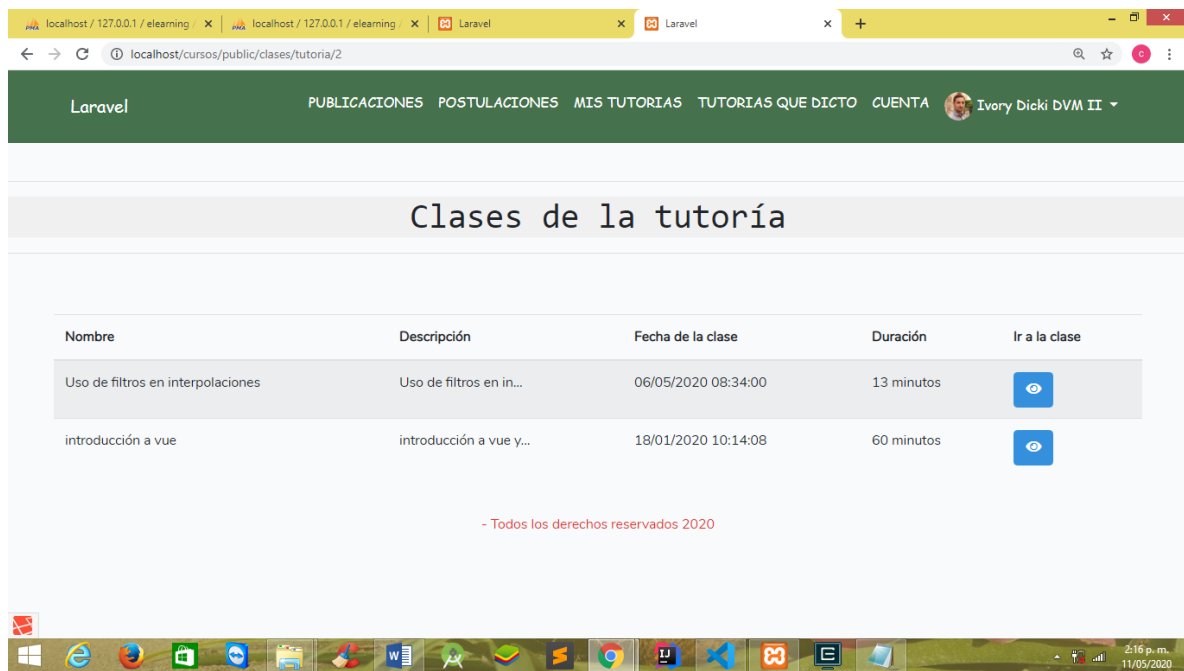 localhost / 127.0.0.1 / elearning / localhost / 127.0.0.1 / elearning / Laravel Laravel
localhost/cursos/public/clases/tutoria/2
Laravel PUBLICACIONES POSTULACIONES MIS TUTORIAS TUTORIAS QUE DICTO CUENTA Ivory Dicki DVM II
Clases de la tutoría
Nombre Descripción Fecha de la clase Duración Ir a la clase
Uso de filtros en interpolaciones Uso de filtros en in... 06/05/2020 08:34:00 13 minutos
introducción a vue introducción a vue y... 18/01/2020 10:14:08 60 minutos
- Todos los derechos reservados 2020
2:16 p. m.
11/05/2020